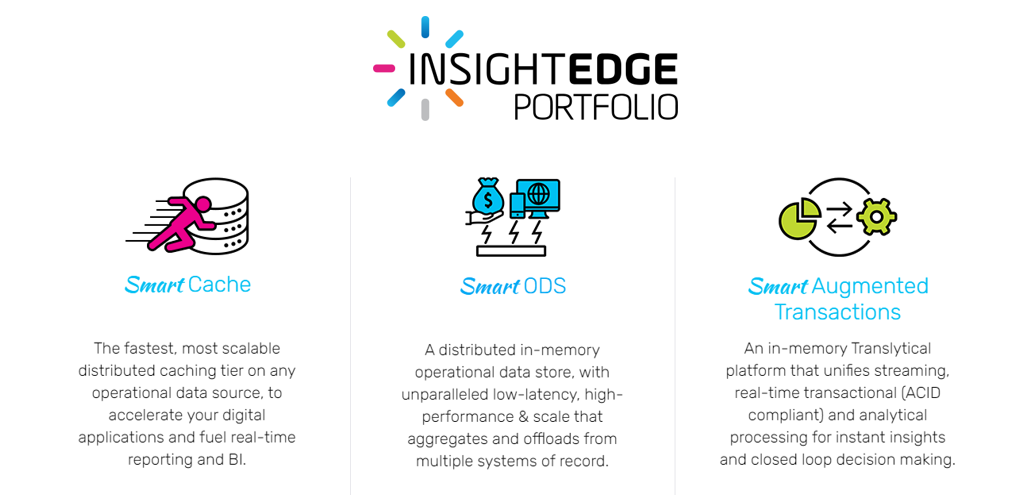 INSIGHTEDGE
PORTFOLIO
Smart Cache
The fastest, most scalable
distributed caching tier on any
operational data source, to
accelerate your digital
applications and fuel real-time
reporting and BI.
$
Smart ODS
A distributed in-memory
operational data store, with
unparalleled low-latency, high-
performance & scale that
aggregates and offloads from
multiple systems of record.
Smart Augmented
Transactions
An in-memory Translytical
platform that unifies streaming,
real-time transactional (ACID
compliant) and analytical
processing for instant insights
and closed loop decision making.